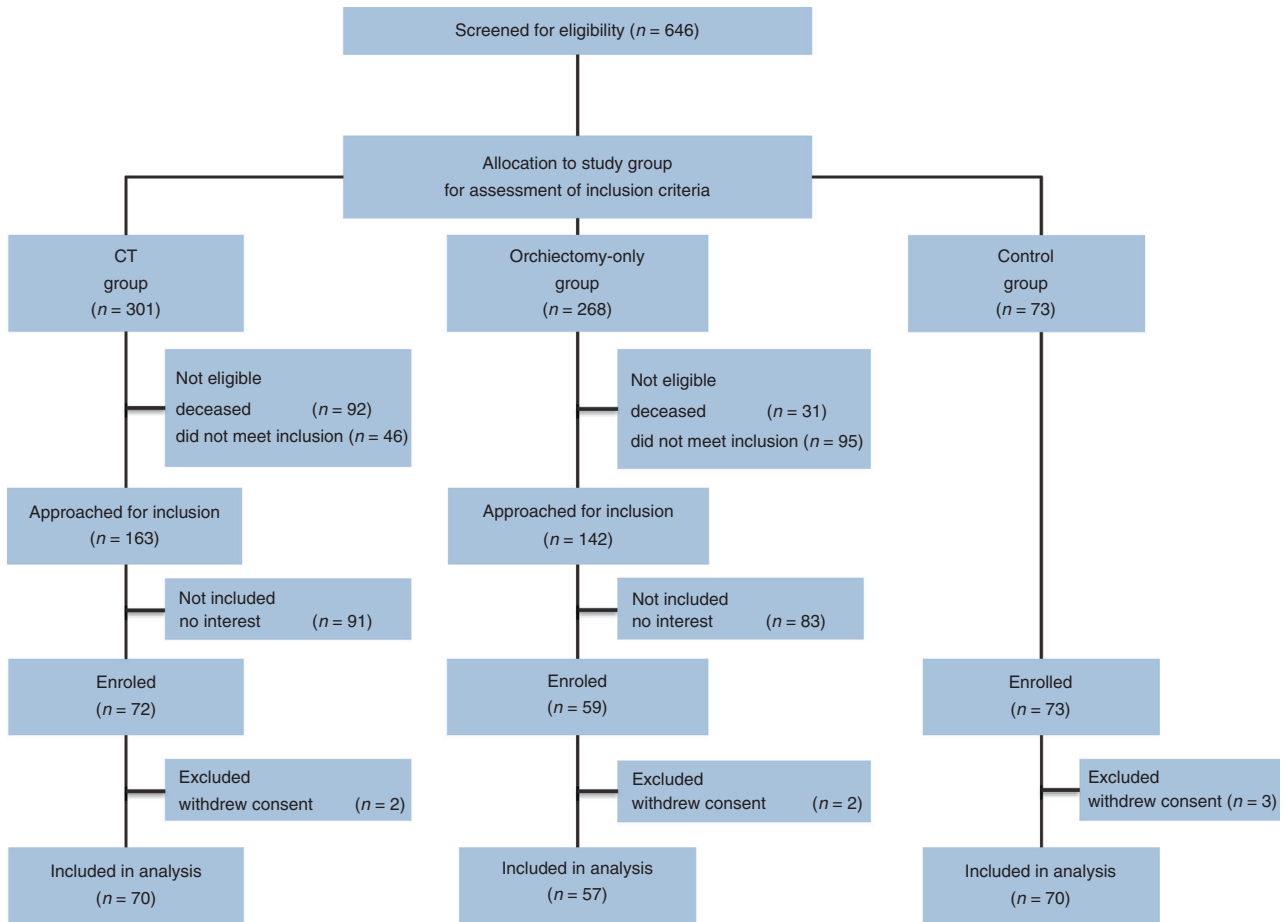 Screened for eligibility (n = 646)
Allocation to study group
for assessment of inclusion criteria
CT
group
(n = 301)
Orchiectomy-only
group
(n = 268)
Control
group
(n = 73)
Not eligible
deceased (n = 92)
did not meet inclusion (n = 46)
Not eligible
deceased (n = 31)
did not meet inclusion (n = 95)
Approached for inclusion
(n = 163)
Approached for inclusion
(n = 142)
Not included
no interest (n = 91)
Not included
no interest (n = 83)
Enroled
(n = 72)
Enroled
(n = 59)
Enrolled
(n = 73)
Excluded
withdrew consent (n = 2)
Excluded
withdrew consent (n = 2)
Excluded
withdrew consent (n = 3)
Included in analysis
(n = 70)
Included in analysis
(n = 57)
Included in analysis
(n = 70)